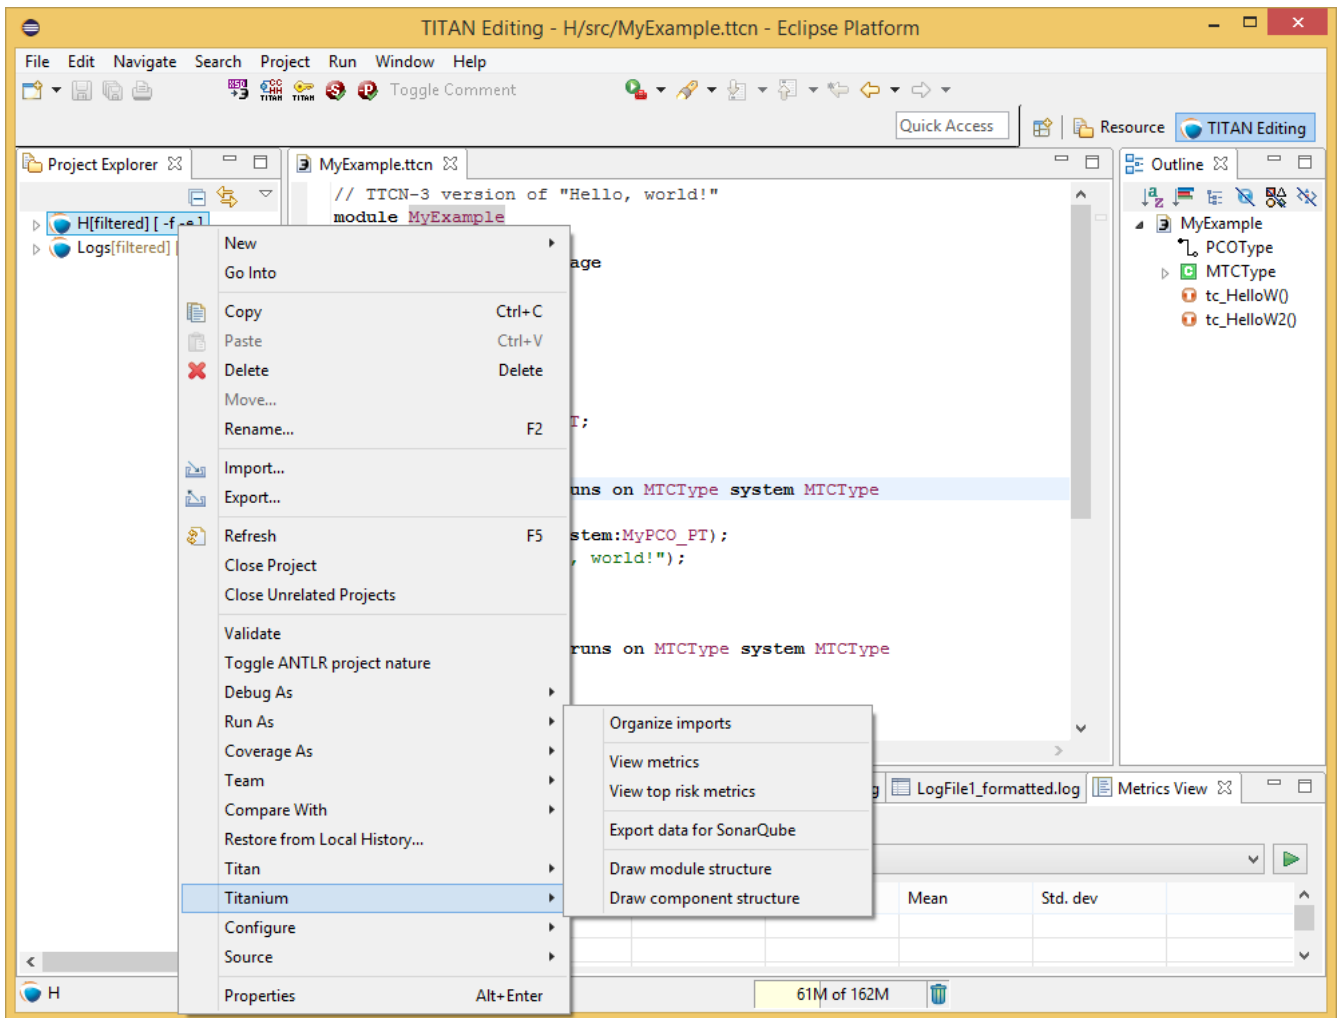 TITAN Editing - H/src/MyExample.ttcn - Eclipse Platform
File Edit Navigate Search Project Run Window Help
Toggle Comment
Quick Access
Resource
TITAN Editing
Project Explorer
MyExample.ttcn
Outline
// TTCN-3 version of "Hello, world!"
module MyExample
H[filtered] [ -f -e ]
Logs[filtered] [
age
T;
uns on MTCType system MTCType
stem:MyPCO_PT);
, world!");
runs on MTCType system MTCType
MyExample
PCOType
MTCType
tc_HelloW()
tc_HelloW2()
New
Go Into
Copy Ctrl+C
Paste Ctrl+V
Delete Delete
Move...
Rename... F2
Import...
Export...
Refresh F5
Close Project
Close Unrelated Projects
Validate
Toggle ANTLR project nature
Debug As
Run As
Coverage As
Team
Compare With
Restore from Local History...
Titan
Titanium
Configure
Source
Properties Alt+Enter
Organize imports
View metrics
View top risk metrics
Export data for SonarQube
Draw module structure
Draw component structure
g
LogFile1_formatted.log
Metrics View
Mean Std. dev
H
61M of 162M